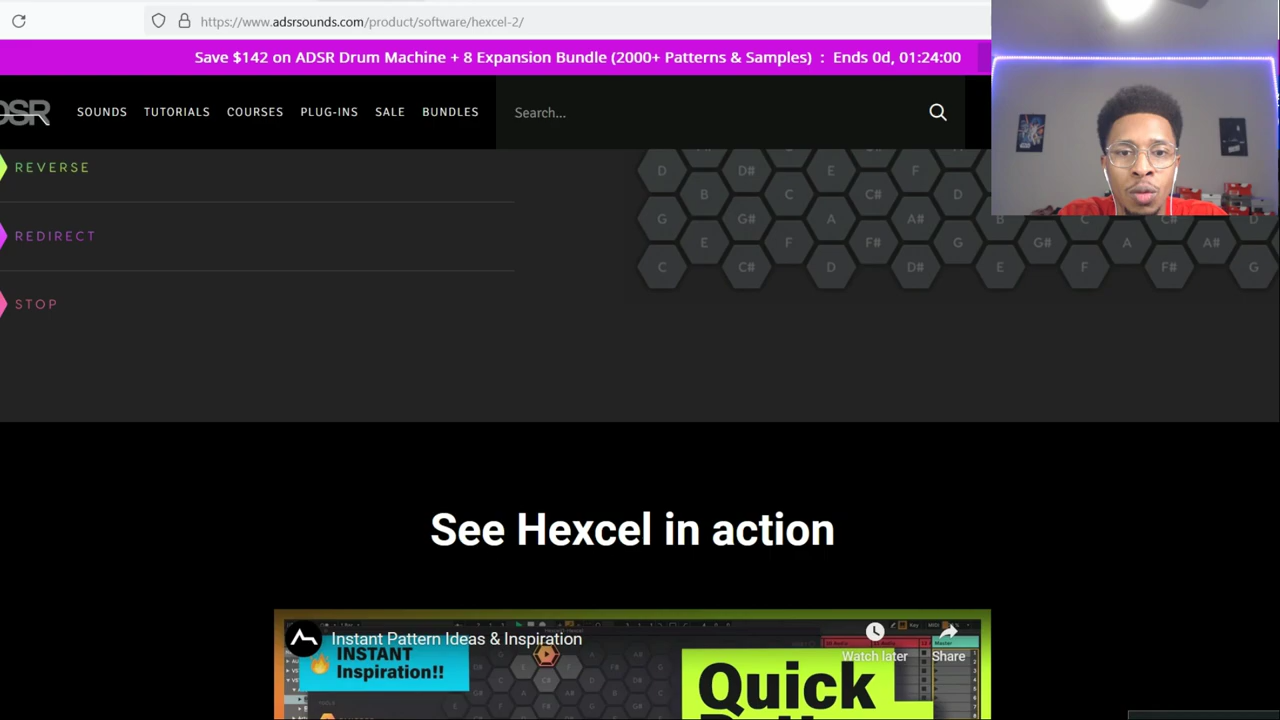 https://www.adsrsounds.com/product/software/hexcel-2/
Save $142 on ADSR Drum Machine + 8 Expansion Bundle (2000+ Patterns & Samples) : Ends 0d, 01:24:00
ADSR
SOUNDS TUTORIALS COURSES PLUG-INS SALE BUNDLES Search...
REVERSE
REDIRECT
STOP
D D# E F
B C C# D
G G# A A# B C C# D
E F F# G G# A A#
C C# D D# E F F# G
See Hexcel in action
Instant Pattern Ideas & Inspiration
Watch later Share
INSTANT
Inspiration!!
Quick